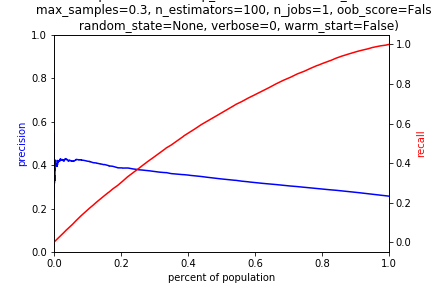 max_samples=0.3, n_estimators=100, n_jobs=1, oob_score=Fals
random_state=None, verbose=0, warm_start=False)
1.0
0.8
0.6
0.4
0.2
0.0
precision
1.0
0.8
0.6
0.4
0.2
0.0
recall
0.0 0.2 0.4 0.6 0.8 1.0
percent of population